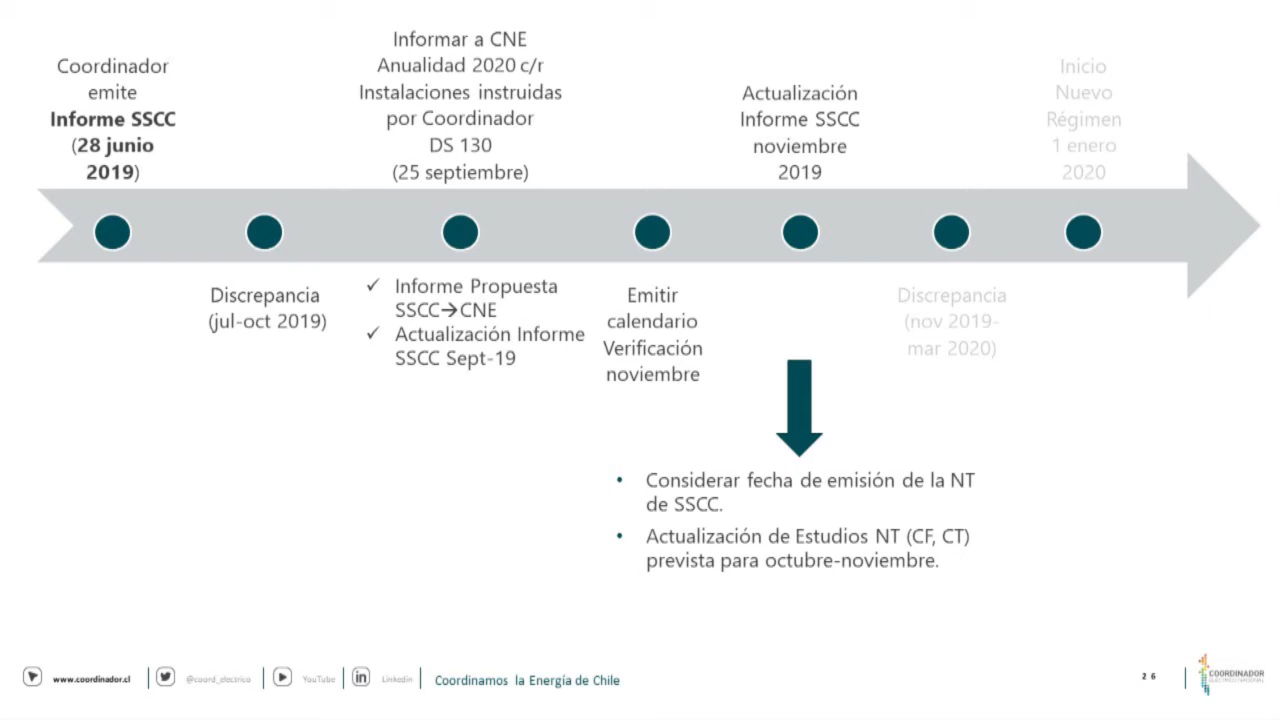 Coordinador
emite
Informe SSCC
(28 junio
2019)
Informar a CNE
Anualidad 2020 c/r
Instalaciones instruidas
por Coordinador
DS 130
(25 septiembre)
Actualización
Informe SSCC
noviembre
2019
Inicio
Nuevo
Régimen
1 enero
2020
Discrepancia
(jul-oct 2019)
✓ Informe Propuesta
SSCC→CNE
✓ Actualización Informe
SSCC Sept-19
Emitir
calendario
Verificación
noviembre
Discrepancia
(nov 2019-
mar 2020)
• Considerar fecha de emisión de la NT
de SSCC.
• Actualización de Estudios NT (CF, CT)
prevista para octubre-noviembre.
www.coordinador.cl
@coord_electrico
YouTube
Linkedin
Coordinamos la Energía de Chile
26
COORDINADOR
ELÉCTRICO NACIONAL